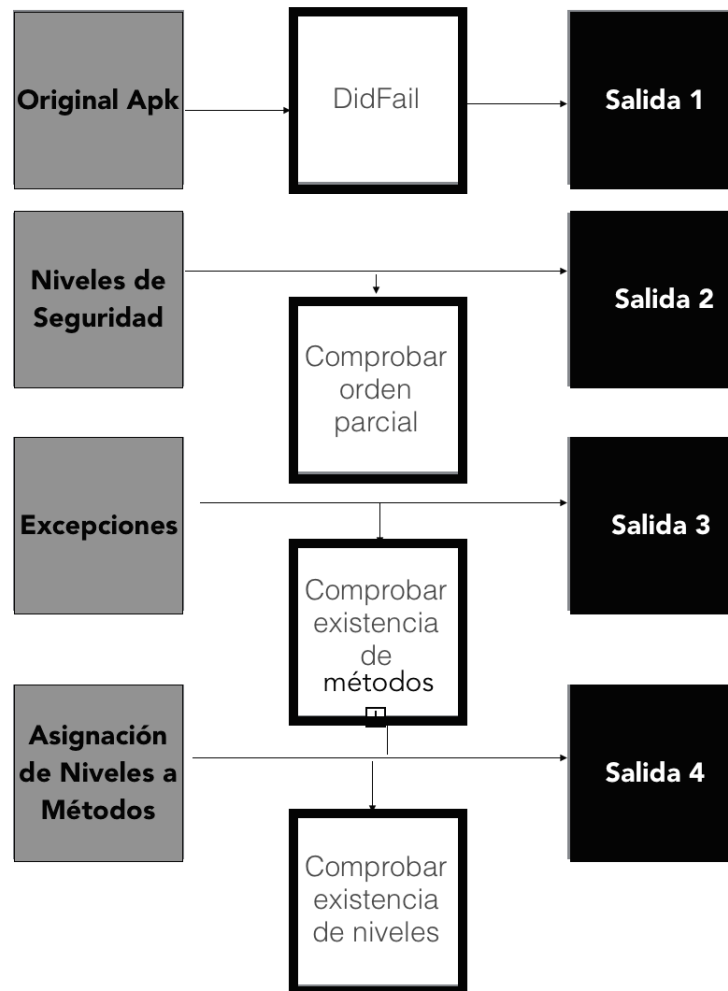 Original Apk
DidFail
Salida 1
Niveles de
Seguridad
Salida 2
Comprobar
orden
parcial
Excepciones
Salida 3
Comprobar
existencia
de
métodos
Asignación
de Niveles a
Métodos
Salida 4
Comprobar
existencia
de niveles